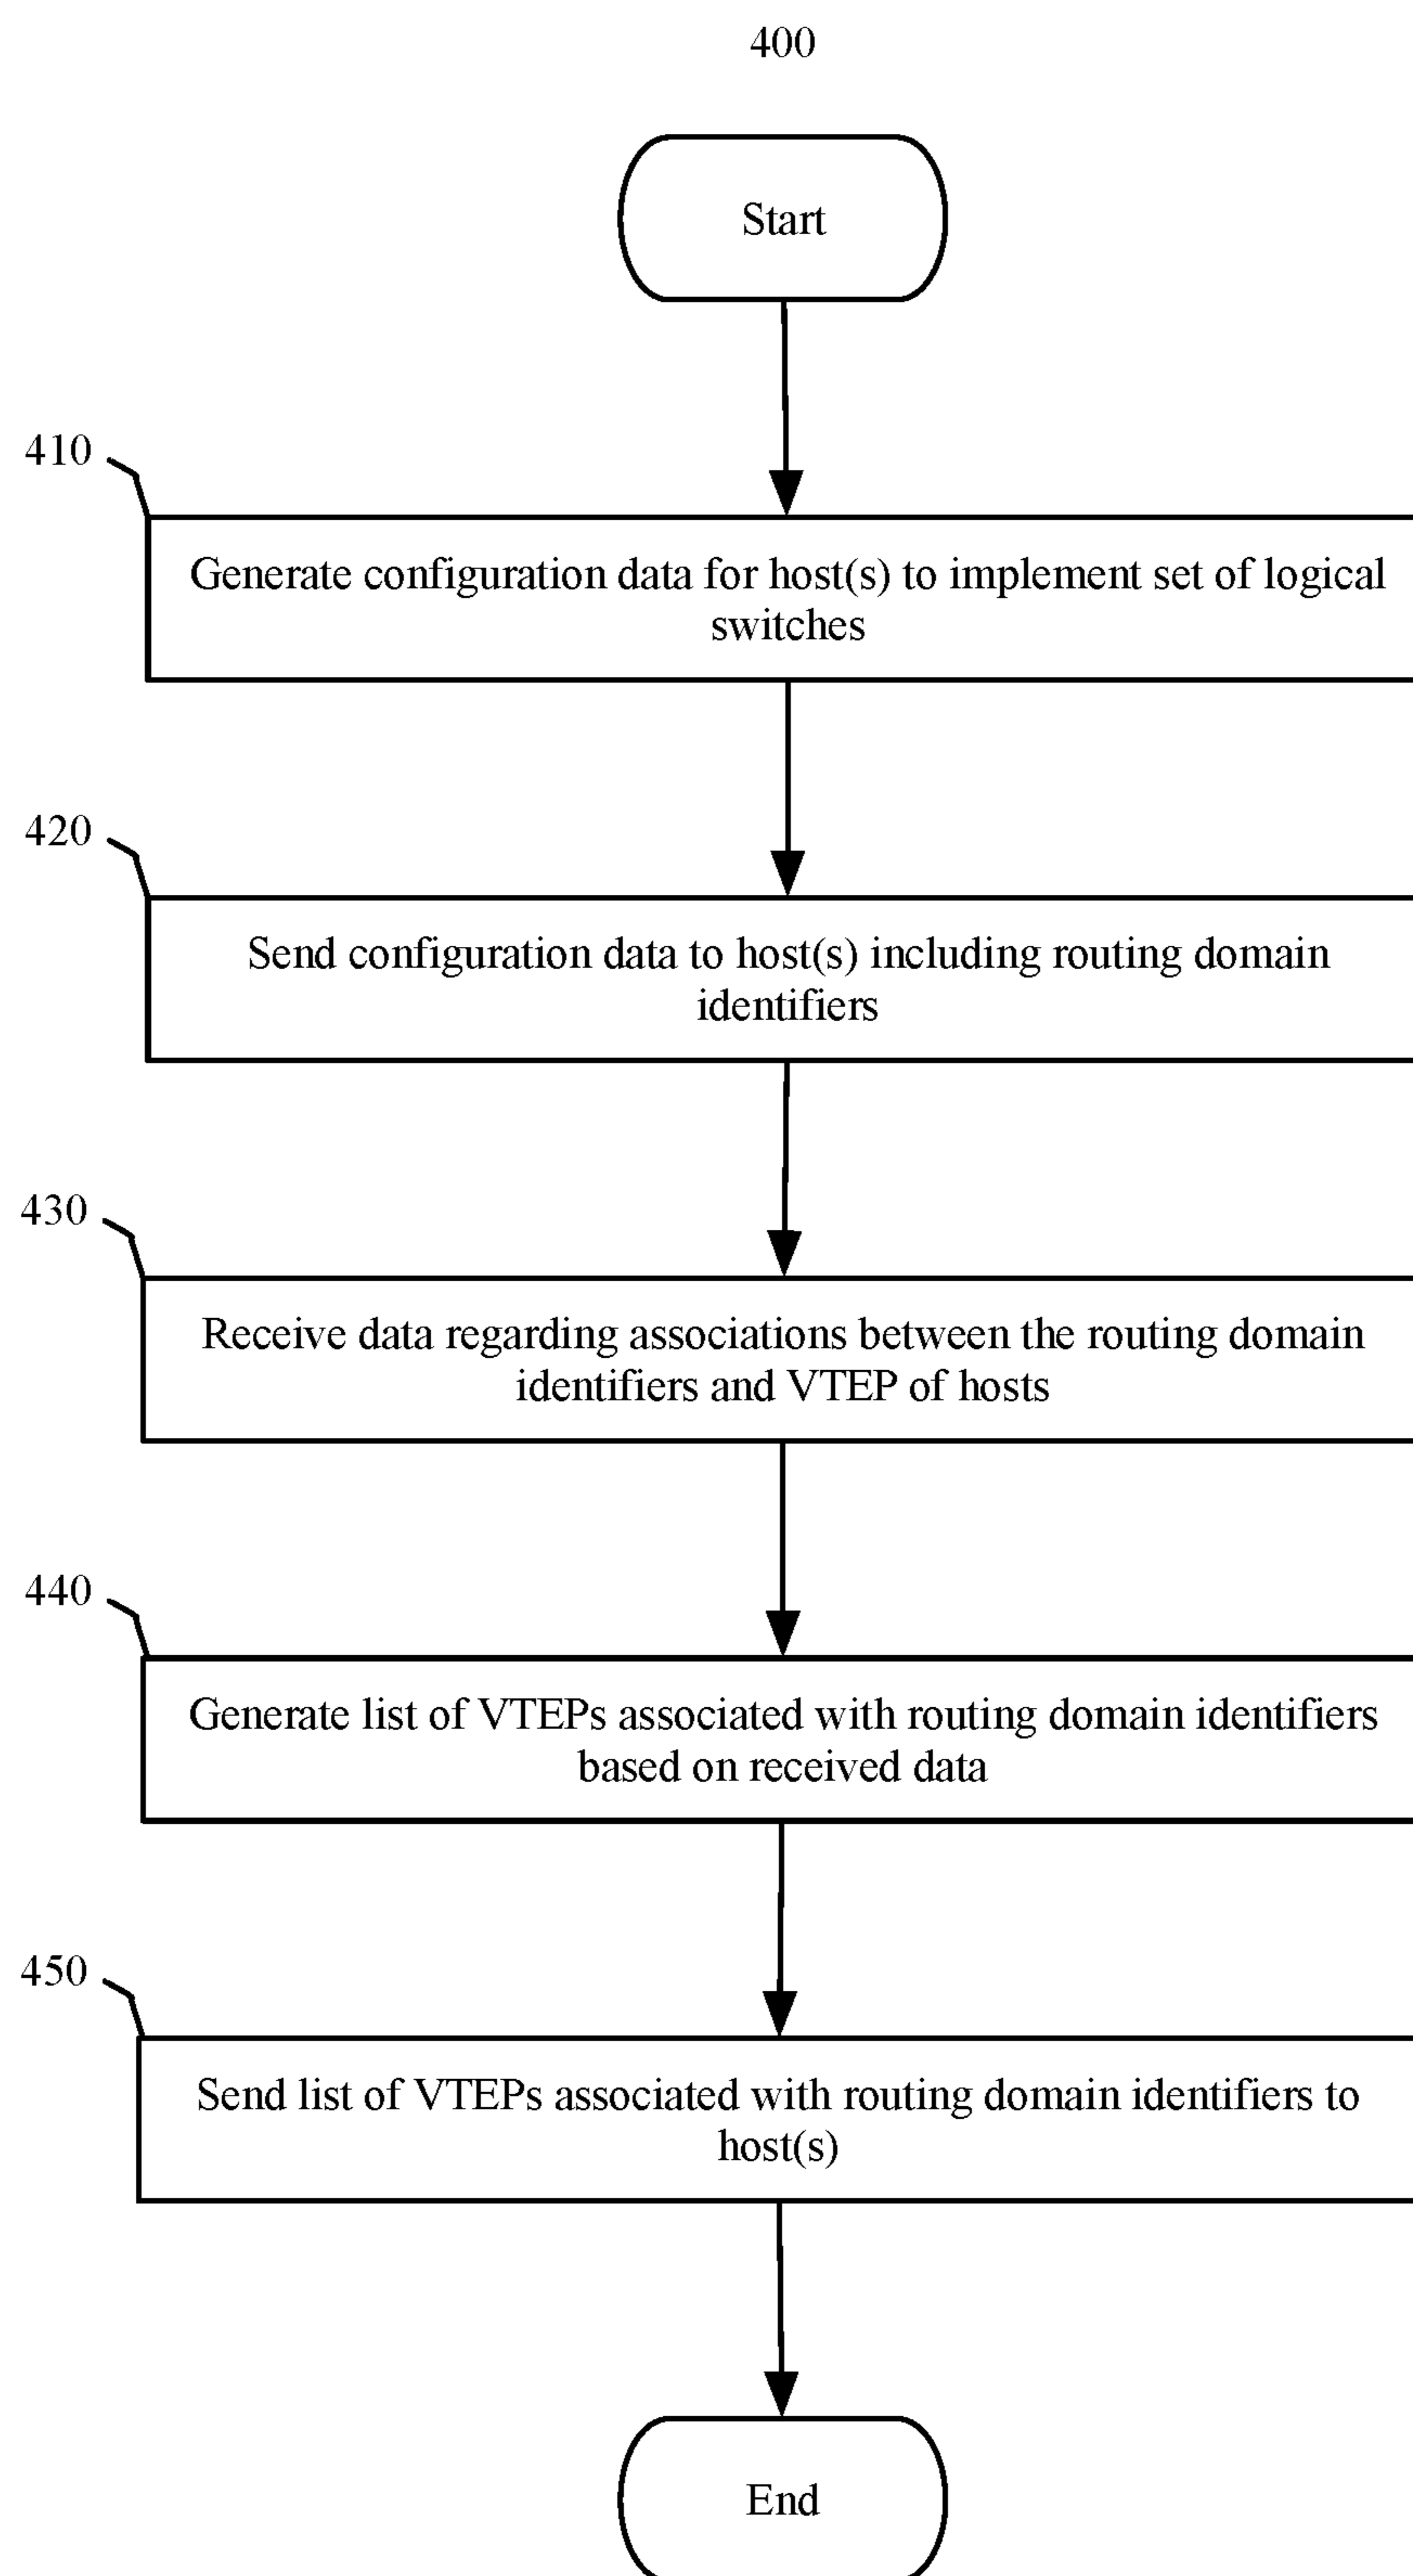 400
Start
410
Generate configuration data for host(s) to implement set of logical
switches
420
Send configuration data to host(s) including routing domain
identifiers
430
Receive data regarding associations between the routing domain
identifiers and VTEP of hosts
440
Generate list of VTEPs associated with routing domain identifiers
based on received data
450
Send list of VTEPs associated with routing domain identifiers to
host(s)
End